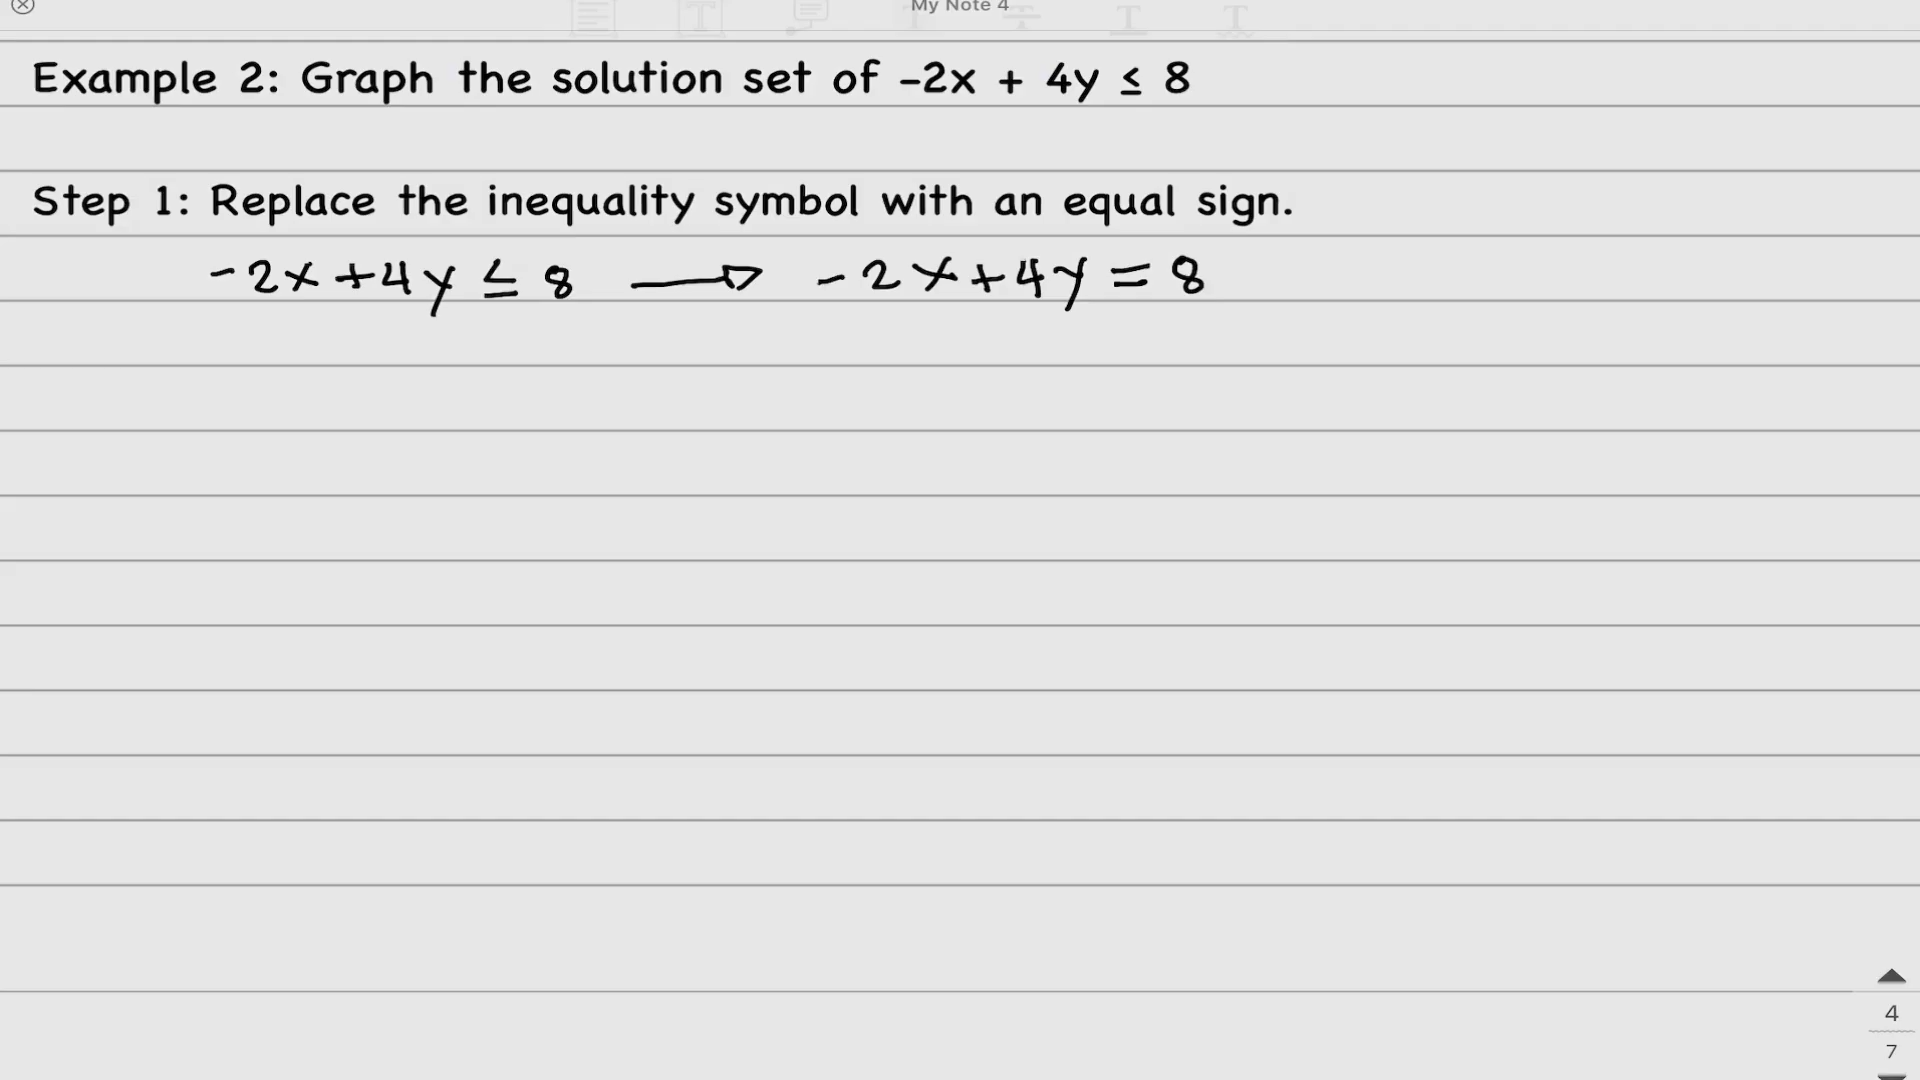 My Note 4
Example 2: Graph the solution set of -2x + 4y ≤ 8
Step 1: Replace the inequality symbol with an equal sign.
-2x+4y ≤ 8 → -2x+4y = 8
4
7